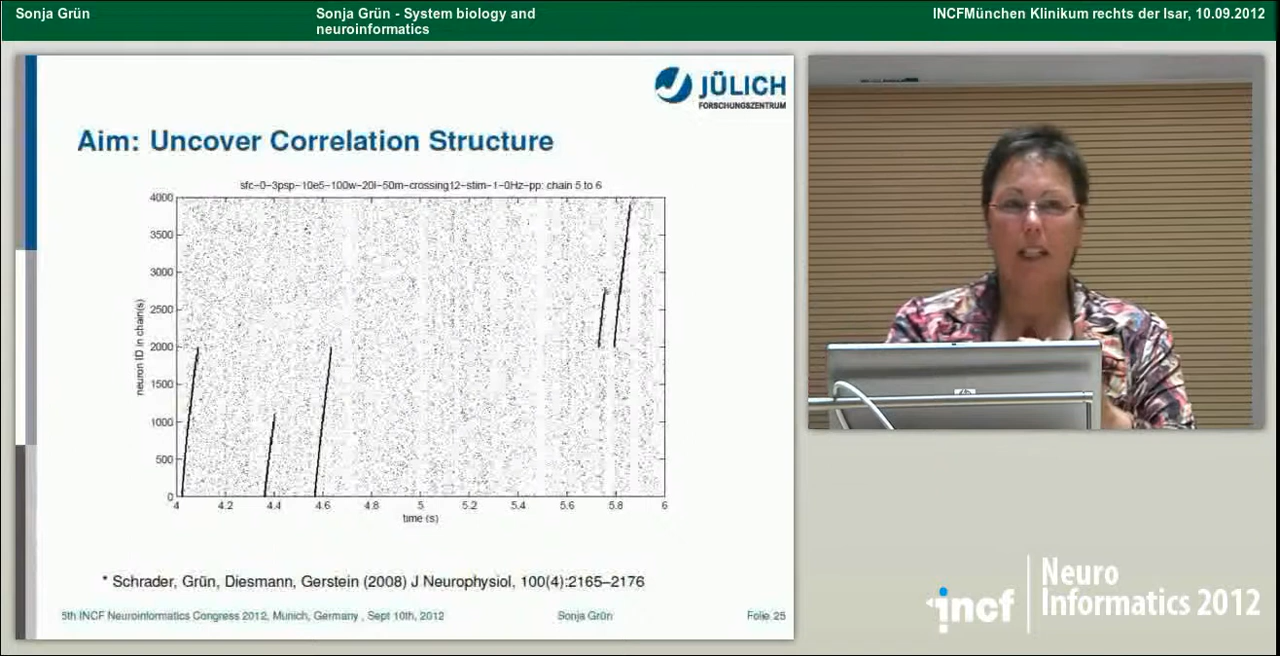 Sonja Grün
Sonja Grün - System biology and
neuroinformatics
INCFMünchen Klinikum rechts der Isar, 10.09.2012
JÜLICH
FORSCHUNGSZENTRUM
Aim: Uncover Correlation Structure
sfc-0-3psp-10e5-100w-20l-50m-crossing12-stim-1-0Hz-pp: chain 5 to 6
4000
3500
3000
2500
2000
1500
1000
500
0
neuron ID in chain(s)
4 4.2 4.4 4.6 4.8 5 5.2 5.4 5.6 5.8 6
time (s)
* Schrader, Grün, Diesmann, Gerstein (2008) J Neurophysiol, 100(4):2165–2176
5th INCF Neuroinformatics Congress 2012, Munich, Germany , Sept 10th, 2012 Sonja Grün Folie 25
incf
Neuro
Informatics 2012